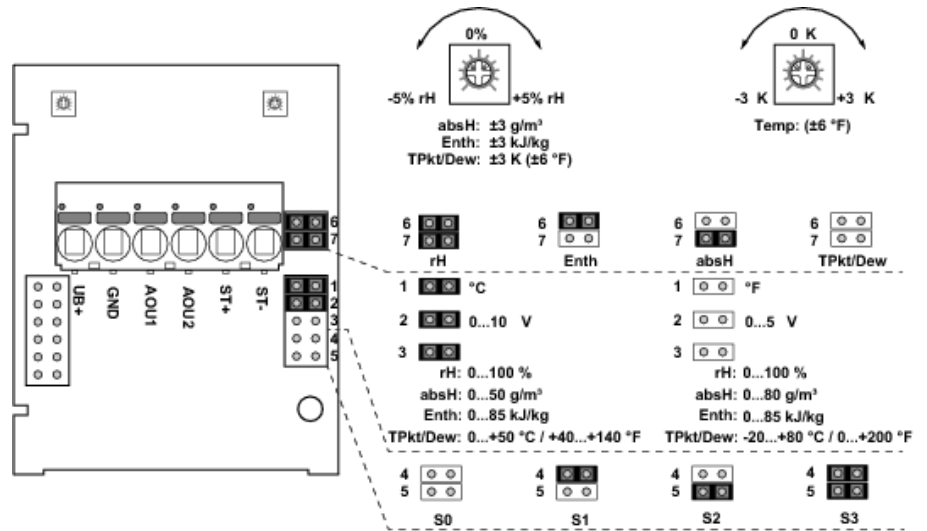 0%
-5% rH +5% rH
absH: ±3 g/m³
Enth: ±3 kJ/kg
TPkt/Dew: ±3 K (±6 °F)
0 K
-3 K +3 K
Temp: (±6 °F)
6
7
1
2
3
4
5
UB+
GND
AOU1
AOU2
ST+
ST-
6
7
rH
6
7
Enth
6
7
absH
6
7
TPkt/Dew
1 °C
2 0...10 V
3
rH: 0...100 %
absH: 0...50 g/m³
Enth: 0...85 kJ/kg
TPkt/Dew: 0...+50 °C / +40...+140 °F
1 °F
2 0...5 V
3
rH: 0...100 %
absH: 0...80 g/m³
Enth: 0...85 kJ/kg
TPkt/Dew: -20...+80 °C / 0...+200 °F
4
5
S0
4
5
S1
4
5
S2
4
5
S3